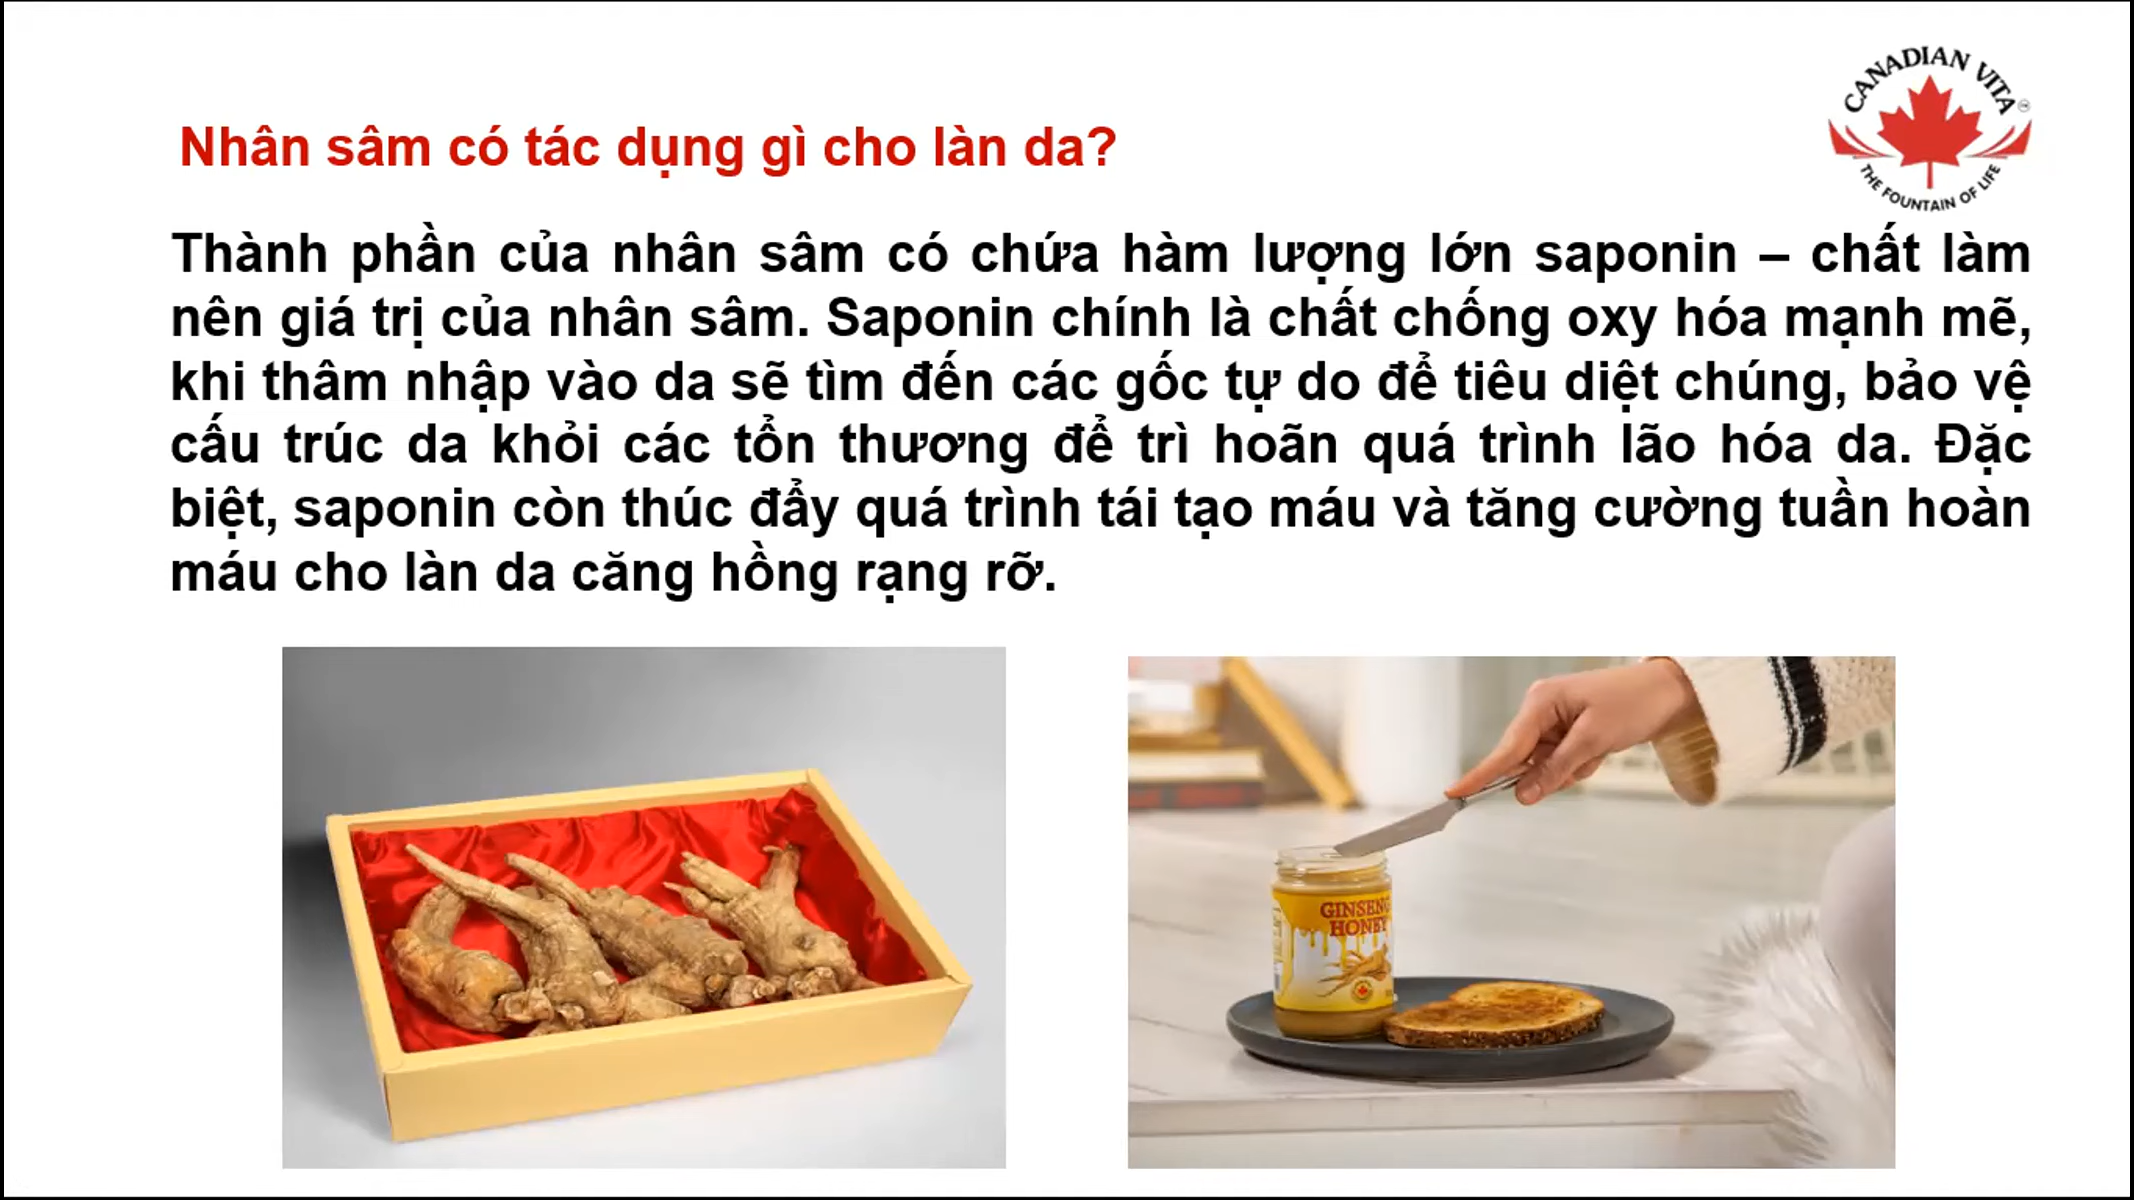 CANADIAN VITA
THE FOUNTAIN OF LIFE
Nhân sâm có tác dụng gì cho làn da?
Thành phần của nhân sâm có chứa hàm lượng lớn saponin – chất làm
nên giá trị của nhân sâm. Saponin chính là chất chống oxy hóa mạnh mẽ,
khi thâm nhập vào da sẽ tìm đến các gốc tự do để tiêu diệt chúng, bảo vệ
cấu trúc da khỏi các tổn thương để trì hoãn quá trình lão hóa da. Đặc
biệt, saponin còn thúc đẩy quá trình tái tạo máu và tăng cường tuần hoàn
máu cho làn da căng hồng rạng rỡ.
GINSENG
HONEY